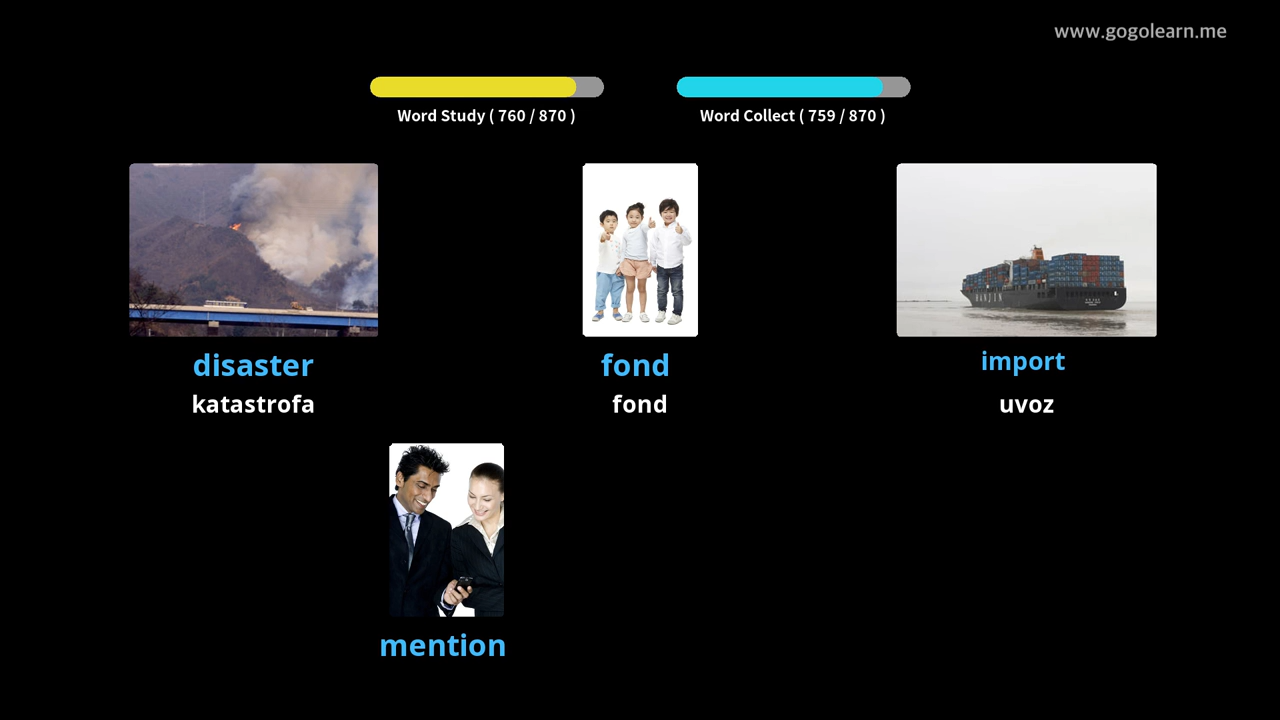 www.gogolearn.me
Word Study ( 760 / 870 )
Word Collect ( 759 / 870 )
disaster
fond
import
katastrofa
fond
uvoz
mention